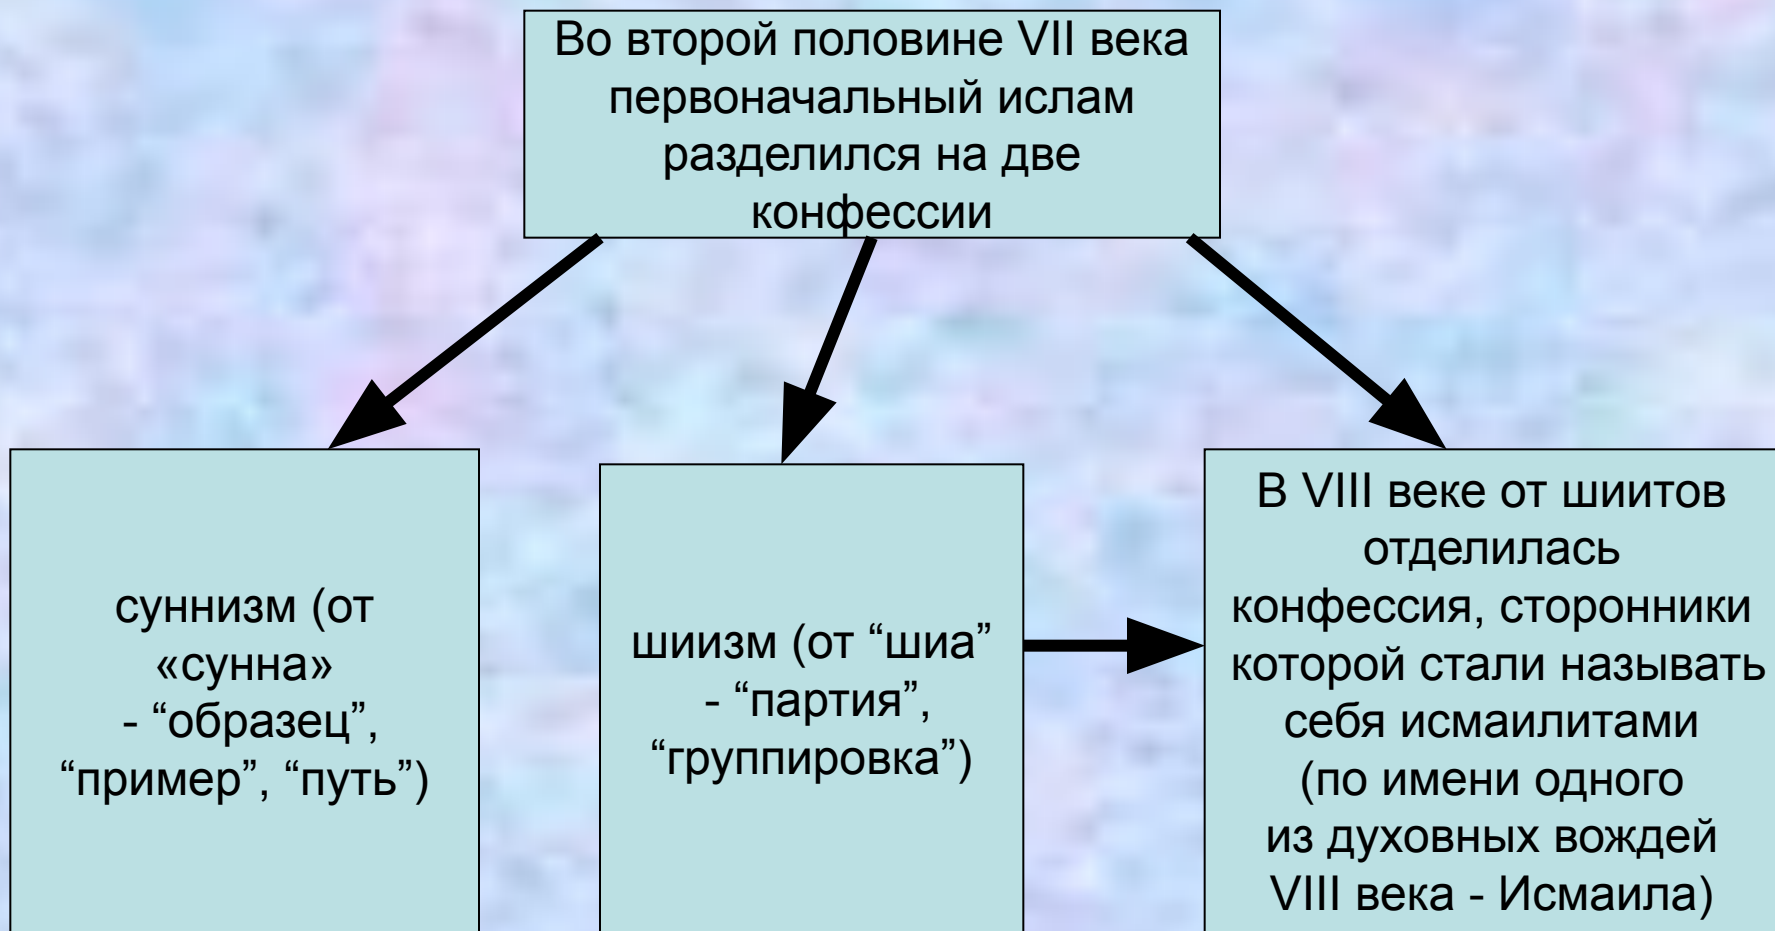 Во второй половине VII века
первоначальный ислам
разделился на две
конфессии
суннизм (от
«сунна»
- “образец”,
“пример”, “путь”)
шиизм (от “шиа”
- “партия”,
“группировка”)
В VIII веке от шиитов
отделилась
конфессия, сторонники
которой стали называть
себя исмаилитами
(по имени одного
из духовных вождей
VIII века - Исмаила)